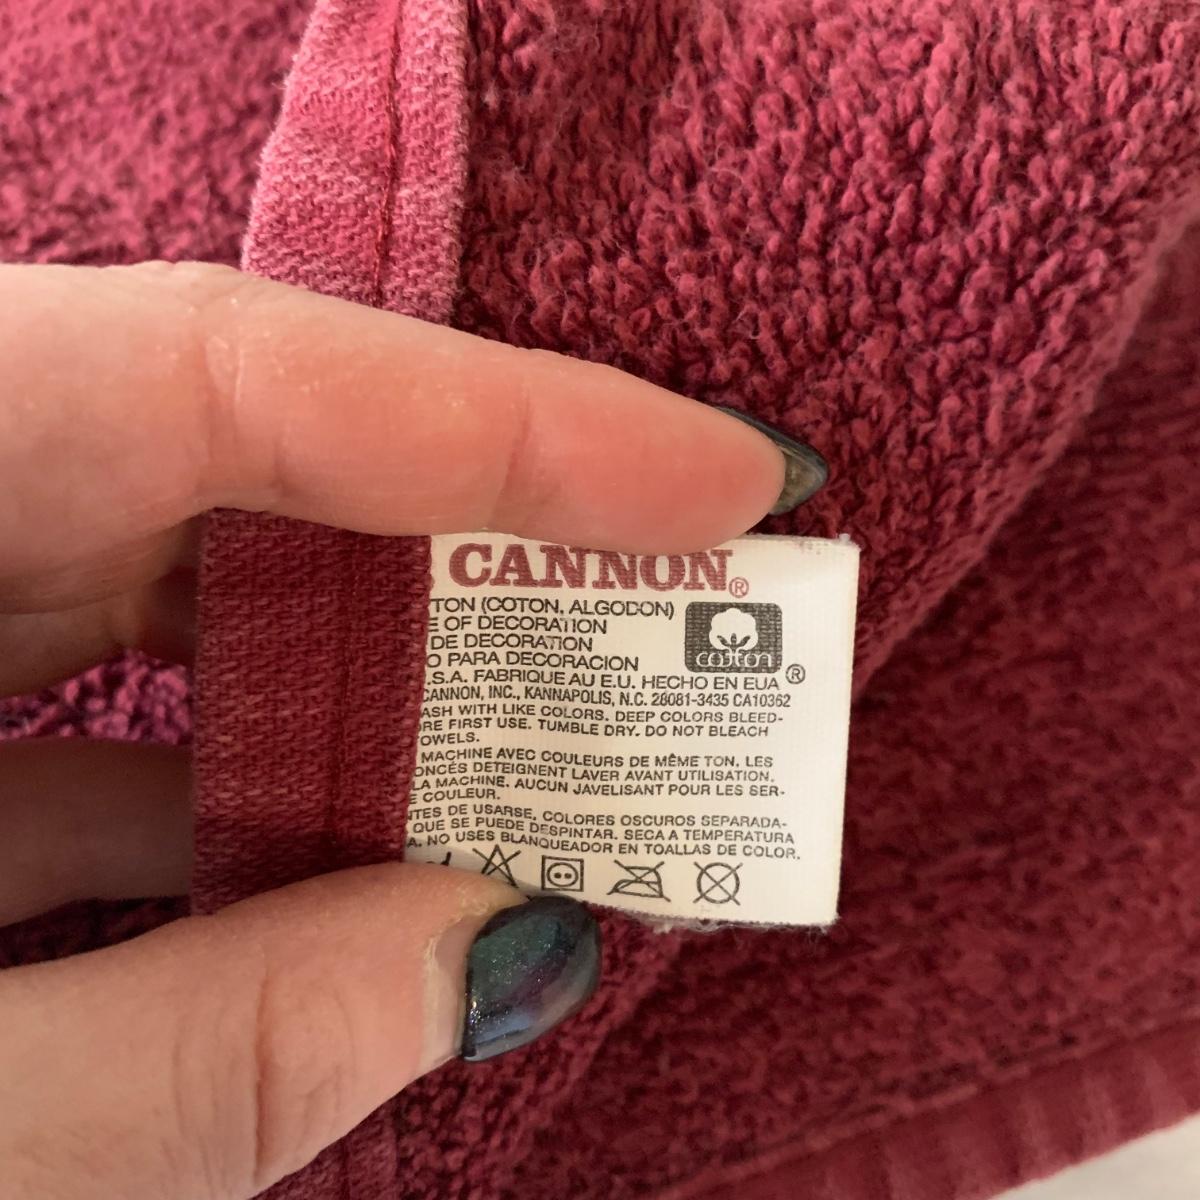 CANNON®
TON (COTON, ALGODON)
E OF DECORATION
DE DECORATION
O PARA DECORACION
cotton ®
.S.A. FABRIQUE AU E.U. HECHO EN EUA
CANNON, INC., KANNAPOLIS, N.C. 28081-3435 CA10362
ASH WITH LIKE COLORS. DEEP COLORS BLEED-
RE FIRST USE. TUMBLE DRY. DO NOT BLEACH
OWELS.
MACHINE AVEC COULEURS DE MÊME TON. LES
ONCÉS DETEIGNENT LAVER AVANT UTILISATION.
LA MACHINE. AUCUN JAVELISANT POUR LES SER-
E COULEUR.
NTES DE USARSE, COLORES OSCUROS SEPARADA-
QUE SE PUEDE DESPINTAR. SECA A TEMPERATURA
A. NO USES BLANQUEADOR EN TOALLAS DE COLOR.